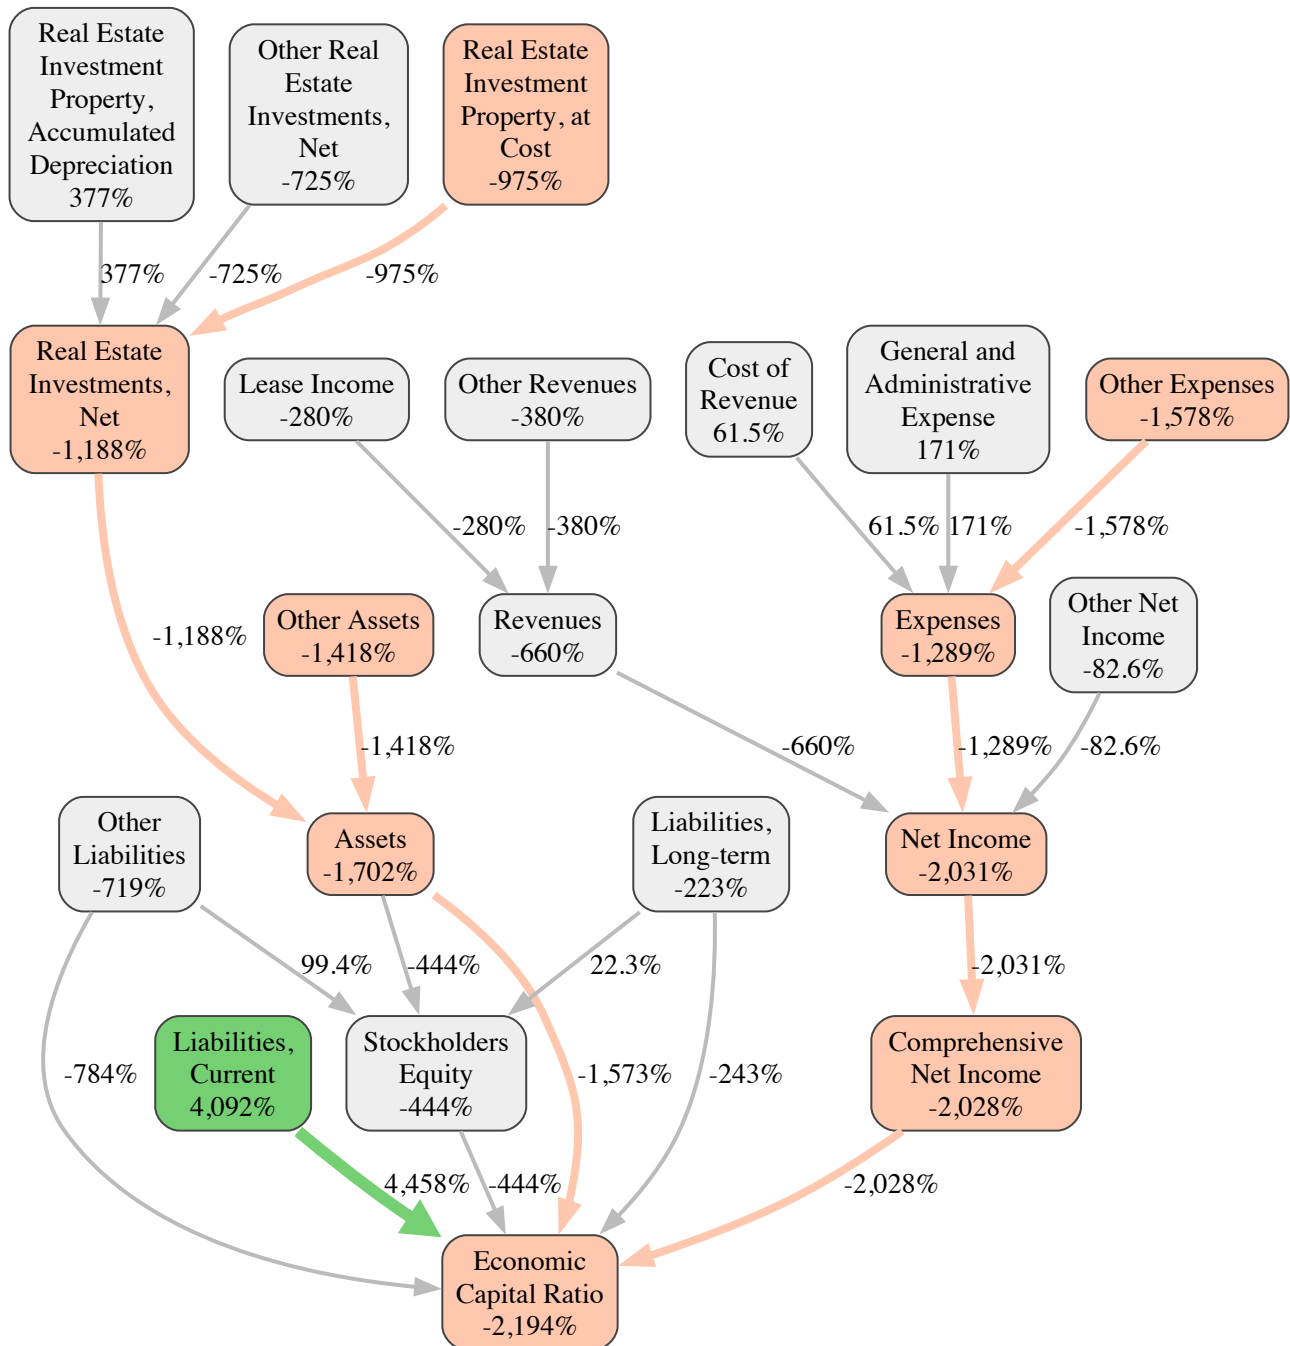 Real Estate
Investment
Property,
Accumulated
Depreciation
377%
Other Real
Estate
Investments,
Net
-725%
Real Estate
Investment
Property, at
Cost
-975%
377%
-725%
-975%
Real Estate
Investments,
Net
-1,188%
Lease Income
-280%
Other Revenues
-380%
Cost of
Revenue
61.5%
General and
Administrative
Expense
171%
Other Expenses
-1,578%
-280%
-380%
61.5%
171%
-1,578%
-1,188%
Other Assets
-1,418%
Revenues
-660%
Expenses
-1,289%
Other Net
Income
-82.6%
-1,418%
-660%
-1,289%
-82.6%
Other
Liabilities
-719%
Assets
-1,702%
Liabilities,
Long-term
-223%
Net Income
-2,031%
99.4%
-444%
22.3%
-2,031%
-784%
Liabilities,
Current
4,092%
Stockholders
Equity
-444%
-1,573%
-243%
Comprehensive
Net Income
-2,028%
4,458%
-444%
-2,028%
Economic
Capital Ratio
-2,194%